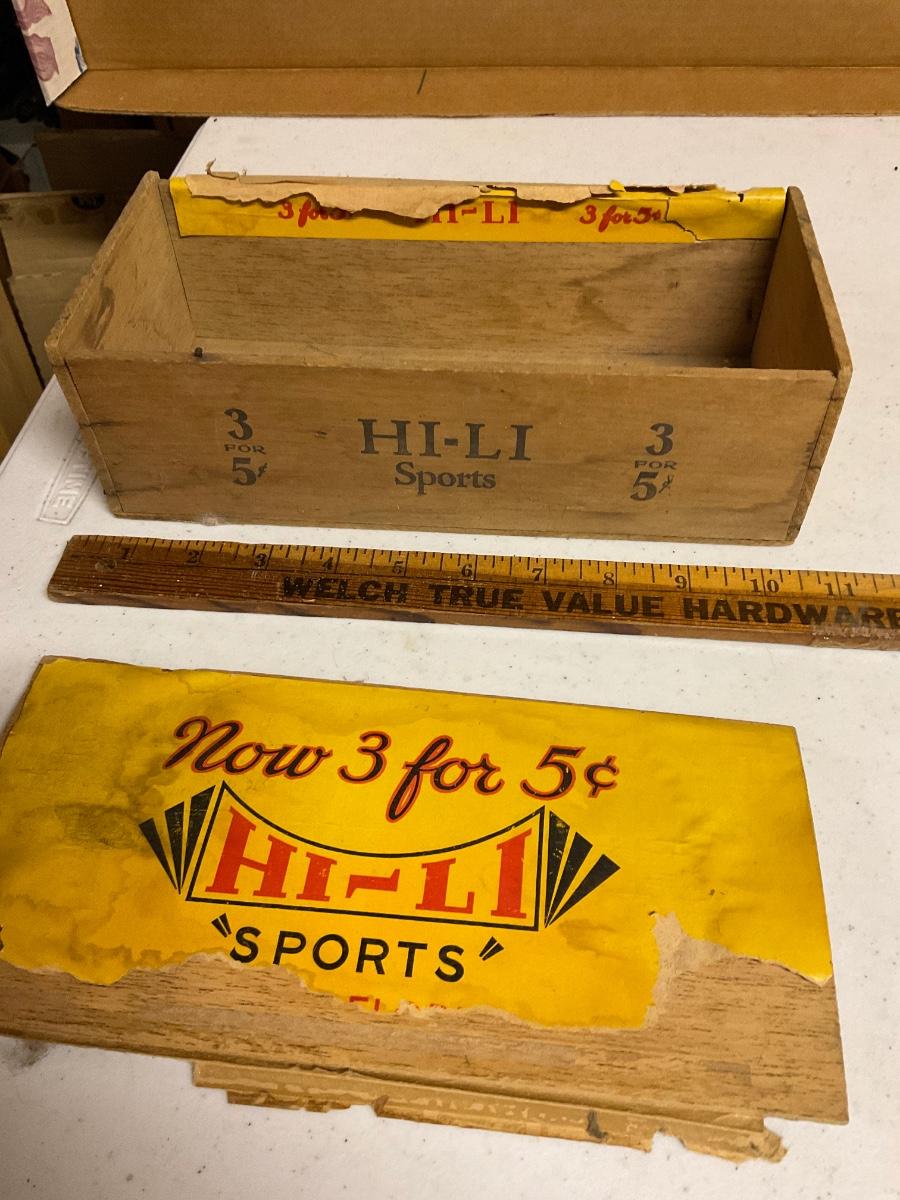 3 for 5¢ HI-LI 3 for 5¢
3 FOR 5¢
HI-LI
Sports
3 FOR 5¢
1 2 3 4 5 6 7 8 9 10 11
WELCH TRUE VALUE HARDWARE
Now 3 for 5¢
HI-LI
"SPORTS"